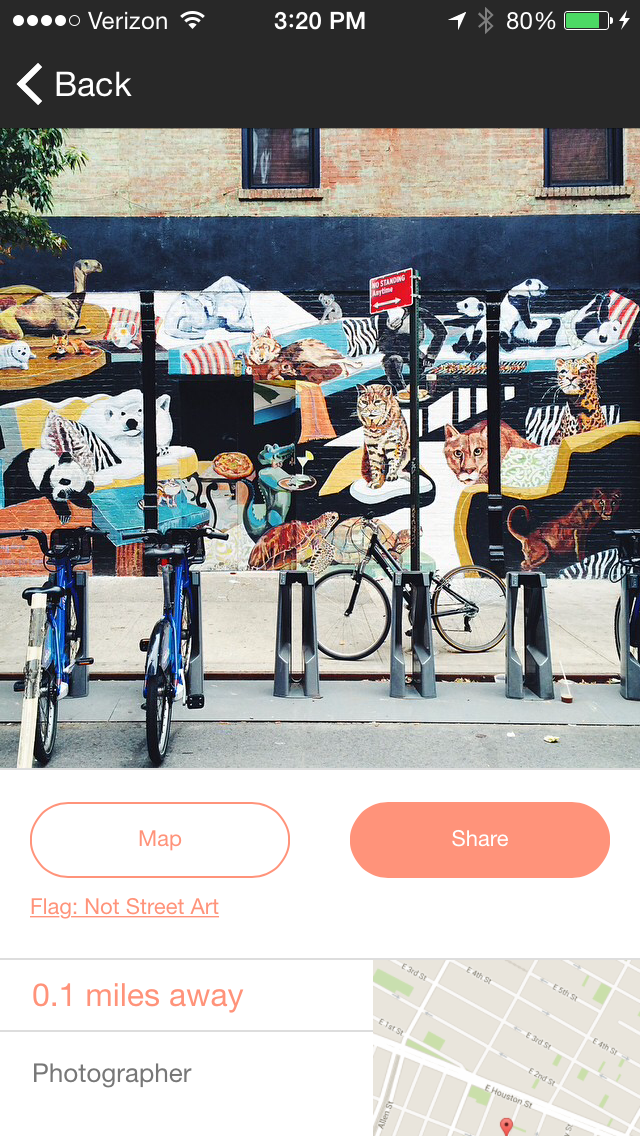 Verizon 3:20 PM 80%
Back
NO STANDING
Anytime
Map
Share
Flag: Not Street Art
0.1 miles away
Photographer
E 3rd St
E 4th St
E 5th St
E 1st St
E 3rd St
E 4th St
E 2nd St
E Houston St
Allen St